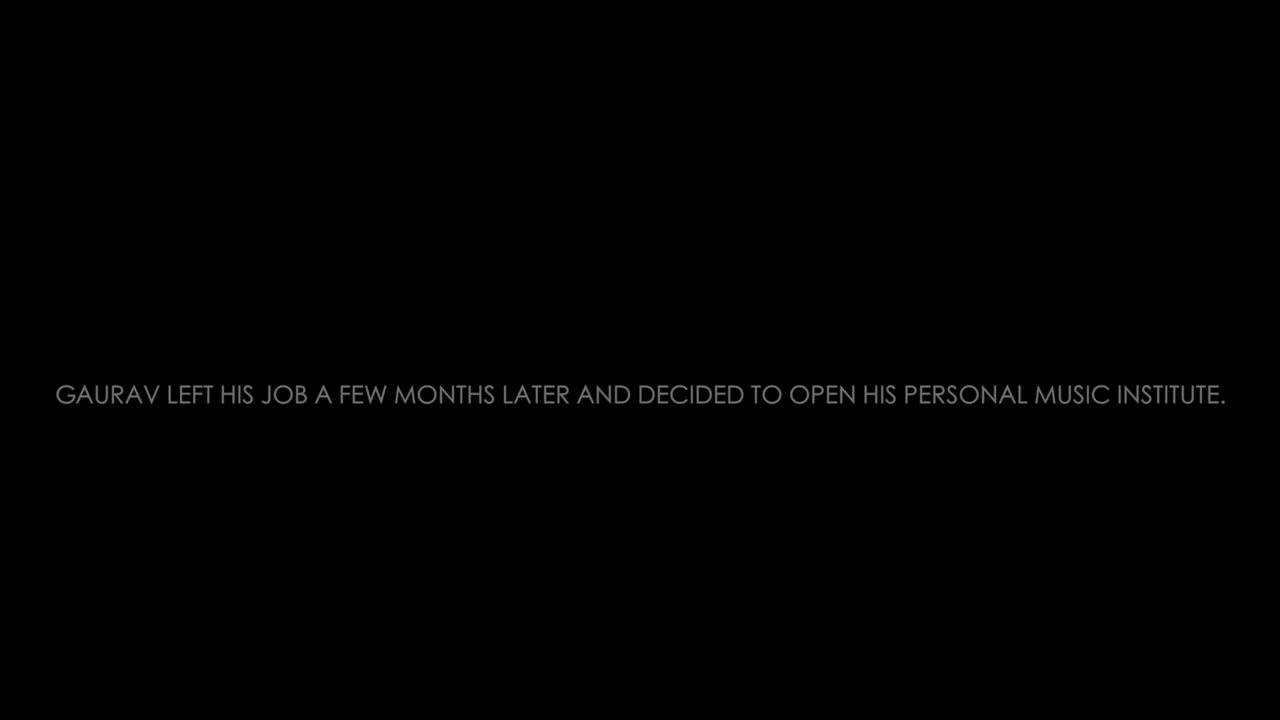 GAURAV LEFT HIS JOB A FEW MONTHS LATER AND DECIDED TO OPEN HIS PERSONAL MUSIC INSTITUTE.